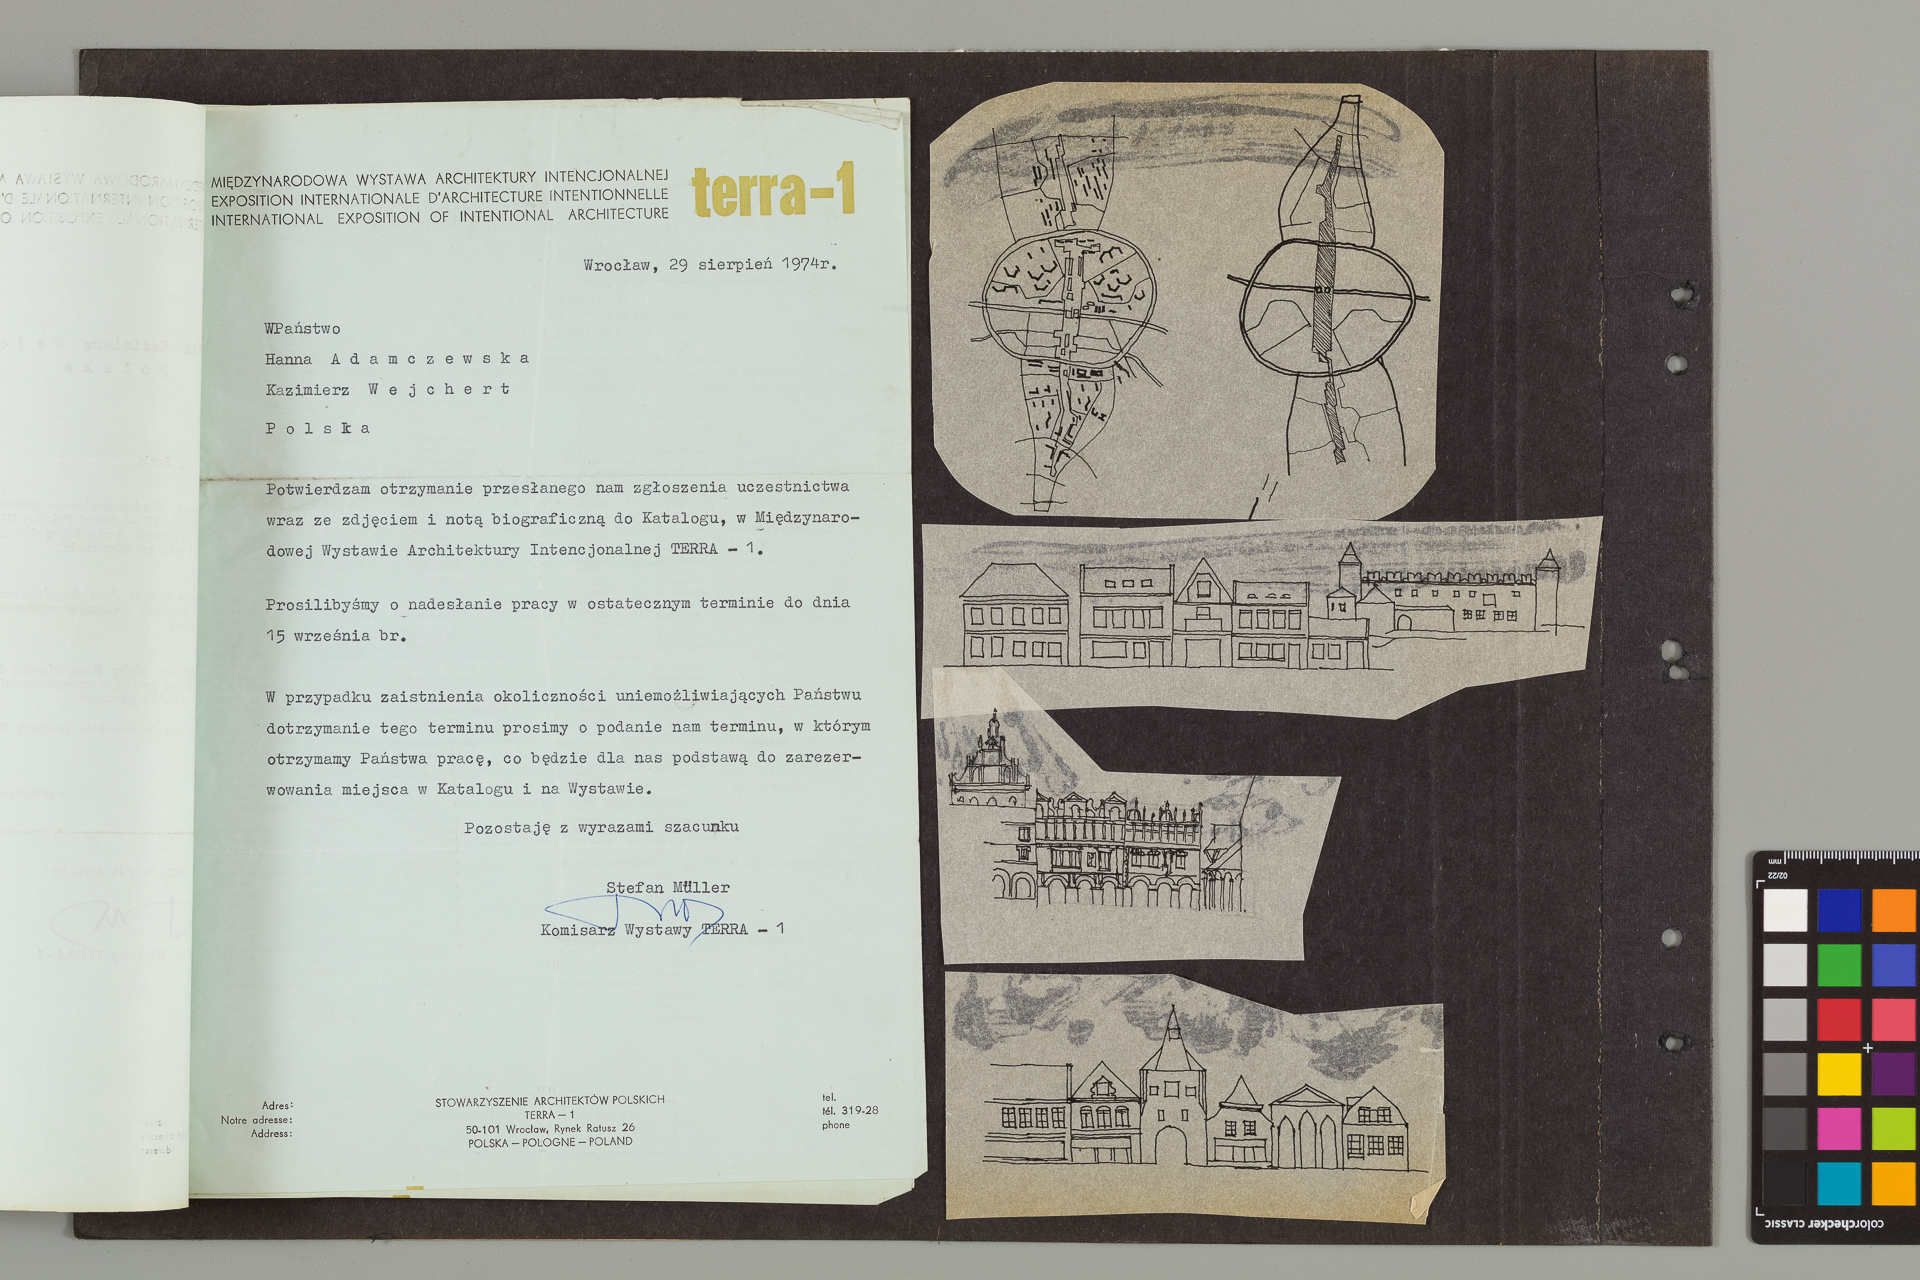 MIĘDZYNARODOWA WYSTAWA ARCHITEKTURY INTENCJONALNEJ
EXPOSITION INTERNATIONALE D'ARCHITECTURE INTENTIONNELLE
INTERNATIONAL EXPOSITION OF INTENTIONAL ARCHITECTURE
terra-1
Wrocław, 29 sierpień 1974r.
WPaństwo
Hanna A d a m c z e w s k a
Kazimierz W e j c h e r t
P o l s k a
Potwierdzam otrzymanie przesłanego nam zgłoszenia uczestnictwa
wraz ze zdjęciem i notą biograficzną do Katalogu, w Międzynaro-
dowej Wystawie Architektury Intencjonalnej TERRA - 1.
Prosilibyśmy o nadesłanie pracy w ostatecznym terminie do dnia
15 września br.
W przypadku zaistnienia okoliczności uniemożliwiających Państwu
dotrzymanie tego terminu prosimy o podanie nam terminu, w którym
otrzymamy Państwa pracę, co będzie dla nas podstawą do zarezer-
wowania miejsca w Katalogu i na Wystawie.
Pozostaję z wyrazami szacunku
Stefan Müller
Komisarz Wystawy TERRA - 1
Adres:
Notre adresse:
Address:
STOWARZYSZENIE ARCHITEKTÓW POLSKICH
TERRA — 1
50-101 Wrocław, Rynek Ratusz 26
POLSKA — POLOGNE — POLAND
tel.
tél. 319-28
phone
mm
02/22
colorchecker CLASSIC